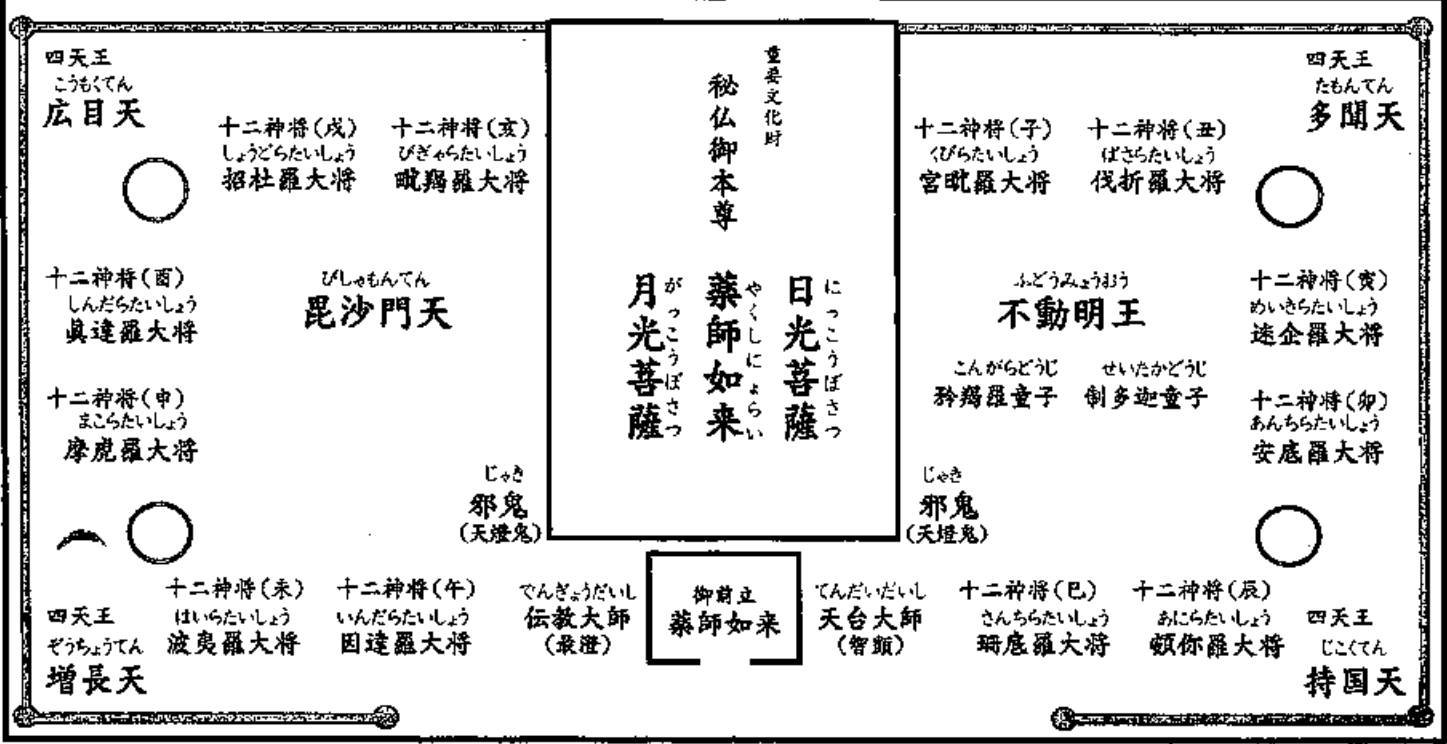 四天王
こうもくてん
広目天
十二神将(戌)
しょうどらたいしょう
招杜羅大将
十二神将(亥)
びぎゃらたいしょう
毗羯羅大将
重要文化財
秘仏御本尊
にっこうぼさつ
日光菩薩
やくしにょらい
薬師如来
がっこうぼさつ
月光菩薩
十二神将(子)
くびらたいしょう
宮毗羅大将
十二神将(丑)
ばさらたいしょう
伐折羅大将
四天王
たもんてん
多聞天
十二神将(酉)
しんだらたいしょう
真達羅大将
びしゃもんてん
毘沙門天
ふどうみょうおう
不動明王
こんがらどうじ
矜羯羅童子
せいたかどうじ
制多迦童子
十二神将(寅)
めいきらたいしょう
迷企羅大将
十二神将(申)
まこらたいしょう
摩虎羅大将
十二神将(卯)
あんちらたいしょう
安底羅大将
じゃき
邪鬼
(天燈鬼)
じゃき
邪鬼
(天燈鬼)
四天王
ぞうちょうてん
増長天
十二神将(未)
はいらたいしょう
波夷羅大将
十二神将(午)
いんだらたいしょう
因達羅大将
でんぎょうだいし
伝教大師
(最澄)
御前立
薬師如来
てんだいだいし
天台大師
(智顗)
十二神将(巳)
さんちらたいしょう
珊底羅大将
十二神将(辰)
あにらたいしょう
頞你羅大将
四天王
じこくてん
持国天